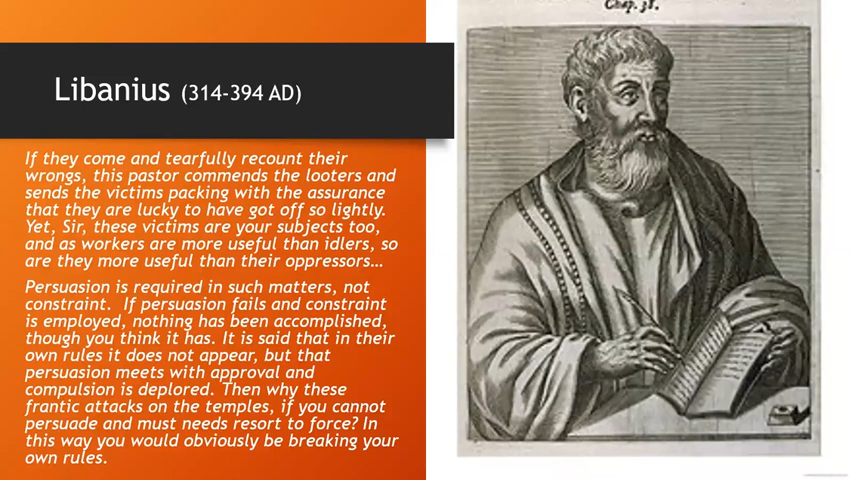 Chap. 38.
Libanius (314-394 AD)
If they come and tearfully recount their
wrongs, this pastor commends the looters and
sends the victims packing with the assurance
that they are lucky to have got off so lightly.
Yet, Sir, these victims are your subjects too,
and as workers are more useful than idlers, so
are they more useful than their oppressors…
Persuasion is required in such matters, not
constraint.  If persuasion fails and constraint
is employed, nothing has been accomplished,
though you think it has. It is said that in their
own rules it does not appear, but that
persuasion meets with approval and
compulsion is deplored. Then why these
frantic attacks on the temples, if you cannot
persuade and must needs resort to force? In
this way you would obviously be breaking your
own rules.